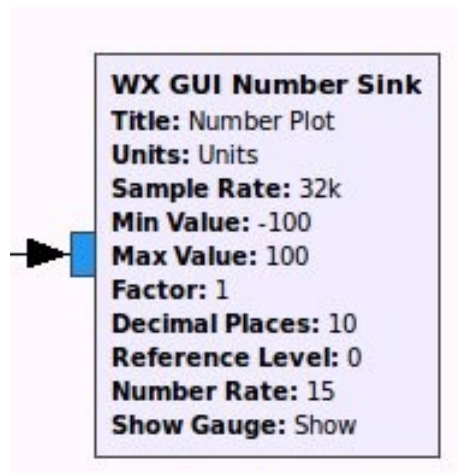 WX GUI Number Sink
Title: Number Plot
Units: Units
Sample Rate: 32k
Min Value: -100
Max Value: 100
Factor: 1
Decimal Places: 10
Reference Level: 0
Number Rate: 15
Show Gauge: Show